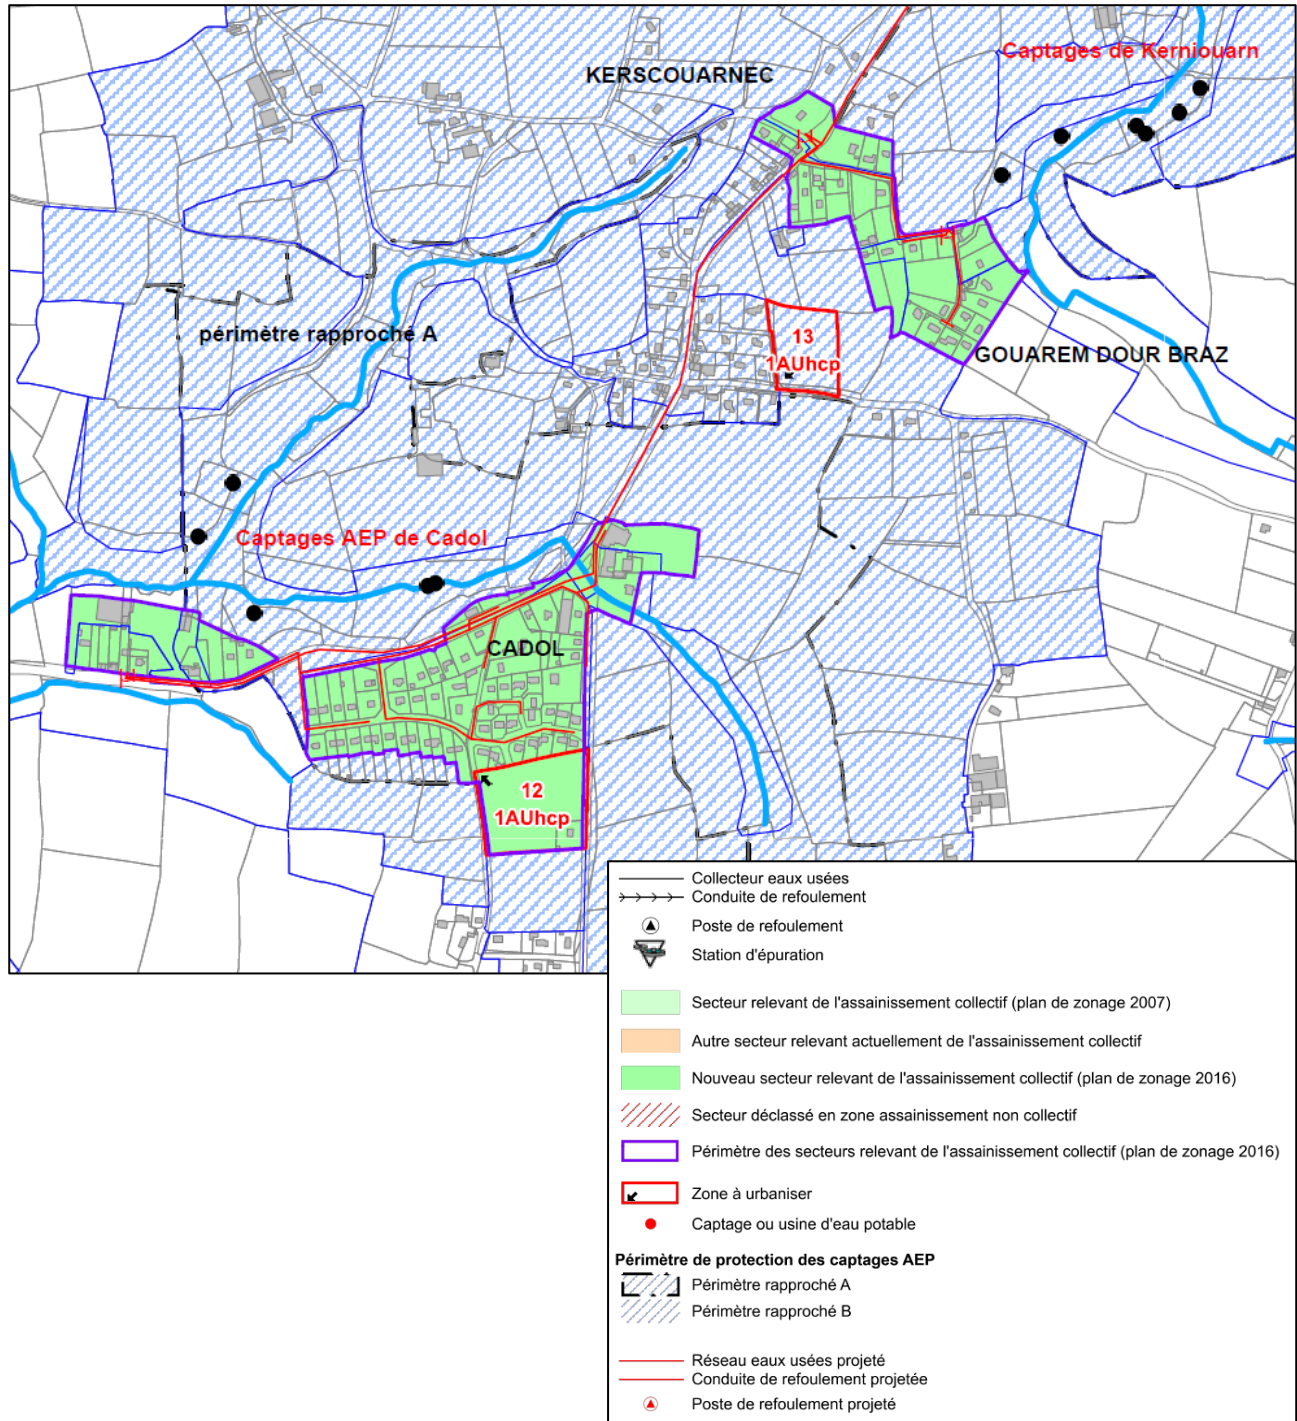 Captages de Kerniouarn
KERSCOUARNEC
périmètre rapproché A
13
1AUhcp
GOUAREM DOUR BRAZ
Captages AEP de Cadol
CADOL
12
1AUhcp
Collecteur eaux usées
Conduite de refoulement
Poste de refoulement
Station d'épuration
Secteur relevant de l'assainissement collectif (plan de zonage 2007)
Autre secteur relevant actuellement de l'assainissement collectif
Nouveau secteur relevant de l'assainissement collectif (plan de zonage 2016)
Secteur déclassé en zone assainissement non collectif
Périmètre des secteurs relevant de l'assainissement collectif (plan de zonage 2016)
Zone à urbaniser
Captage ou usine d'eau potable
Périmètre de protection des captages AEP
Périmètre rapproché A
Périmètre rapproché B
Réseau eaux usées projeté
Conduite de refoulement projetée
Poste de refoulement projeté